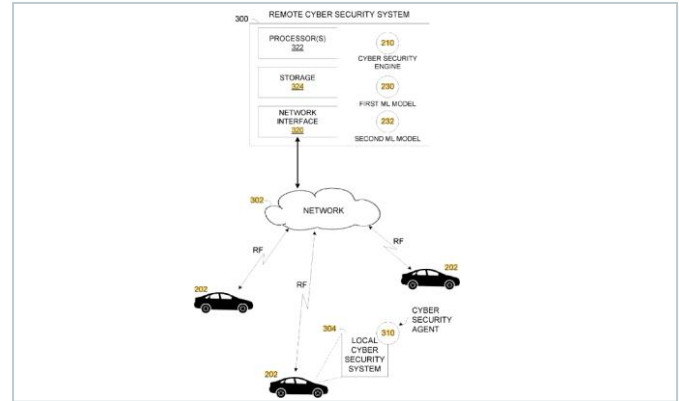 REMOTE CYBER SECURITY SYSTEM
300
PROCESSOR(S)
322
210
CYBER SECURITY
ENGINE
STORAGE
324
230
FIRST ML MODEL
NETWORK
INTERFACE
320
232
SECOND ML MODEL
302
NETWORK
RF
RF
RF
202
202
304
310
CYBER
SECURITY
AGENT
LOCAL
CYBER
SECURITY
SYSTEM
202